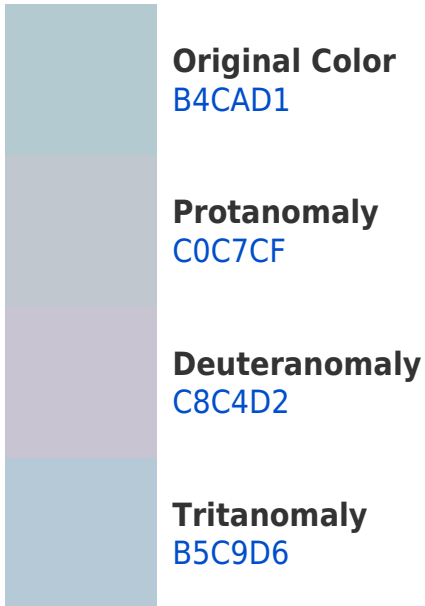 Original Color
B4CAD1
Protanomaly
C0C7CF
Deuteranomaly
C8C4D2
Tritanomaly
B5C9D6